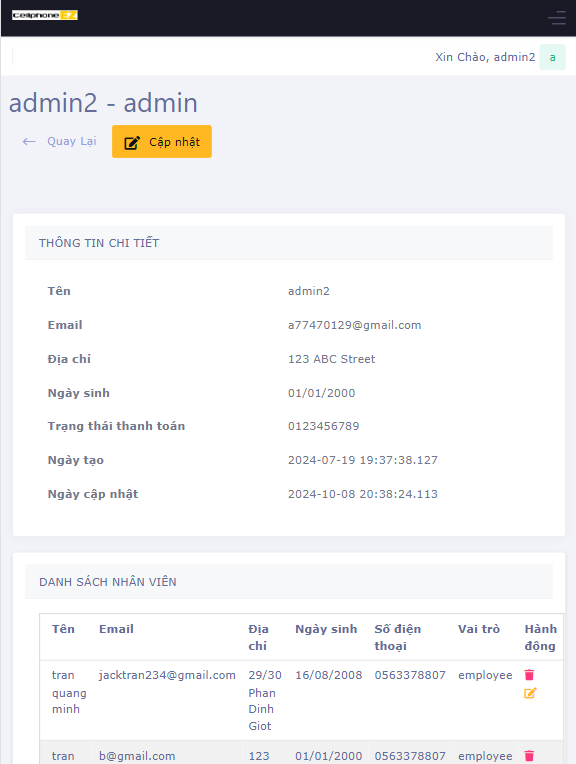 Cellphone
Xin Chào, admin2 a
admin2 - admin
← Quay Lại
Cập nhật
THÔNG TIN CHI TIẾT
Tên admin2
Email a77470129@gmail.com
Địa chỉ 123 ABC Street
Ngày sinh 01/01/2000
Trạng thái thanh toán 0123456789
Ngày tạo 2024-07-19 19:37:38.127
Ngày cập nhật 2024-10-08 20:38:24.113
DANH SÁCH NHÂN VIÊN
Tên Email Địa Ngày sinh Số điện Vai trò Hành
chỉ thoại động
tran jacktran234@gmail.com 29/30 16/08/2008 0563378807 employee
quang Phan
minh Dinh
Giot
tran b@gmail.com 123 01/01/2000 0563378807 employee